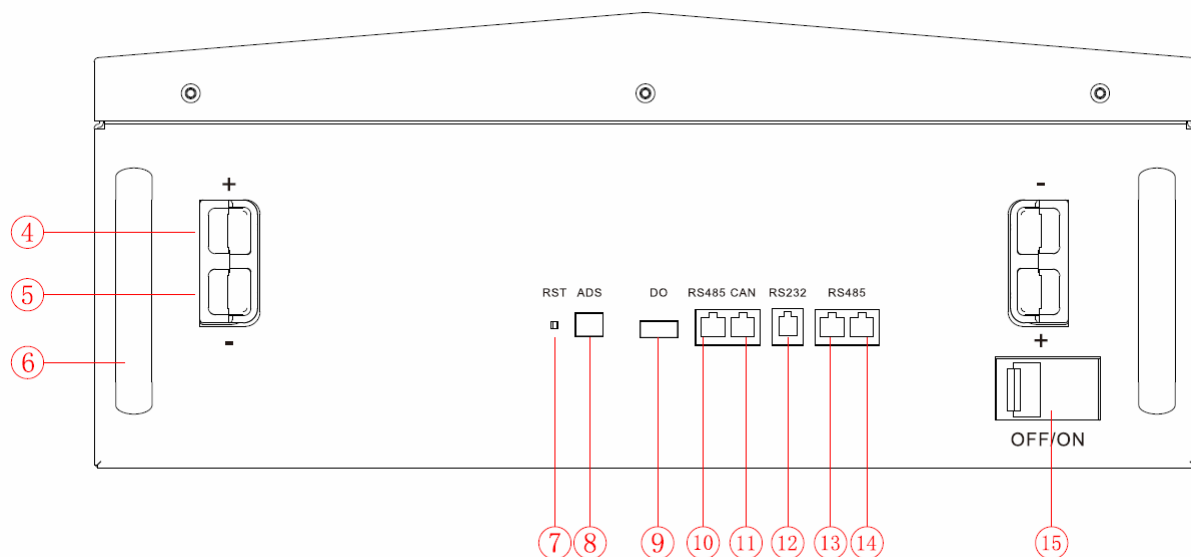 + -
④
⑤
RST ADS DO RS485 CAN RS232 RS485
- +
⑥
OFF/ON
⑦ ⑧ ⑨ ⑩ ⑪ ⑫ ⑬ ⑭ ⑮